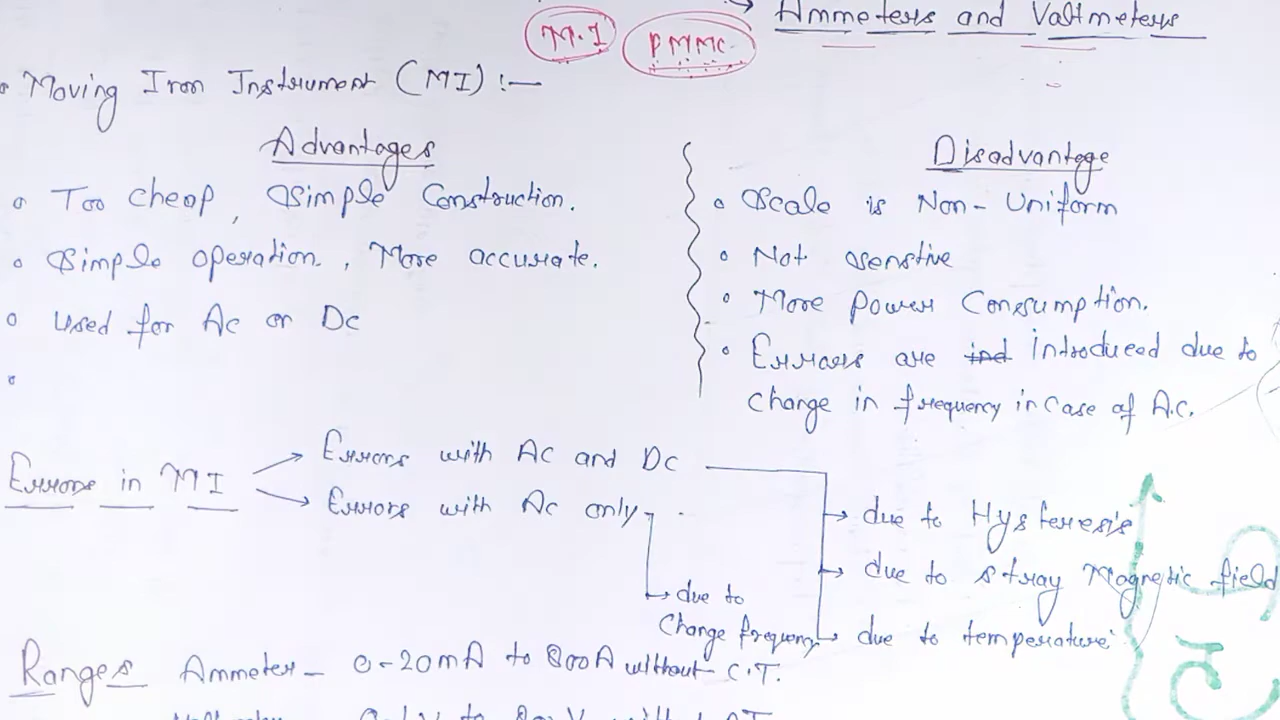 → Ammeters and Valtmeters
M.I PMMC
• Moving Iron Instrument (MI) :—
Advantages
• Too cheap, Simple Construction.
• Simple operation, More accurate.
• Used for Ac or Dc
Disadvantage
• Scale is Non-Uniform
• Not senstive
• More power Consumption.
• Errors are ind introduced due to
change in frequency in case of A.C.
Errors in MI
→ Errors with Ac and Dc
→ Errors with Ac only
→ due to Hysteresis
→ due to stray Magnetic field
→ due to temperature
→ due to
Change frequency
Ranges Ammeter – 0-20mA to 800A without C.T.